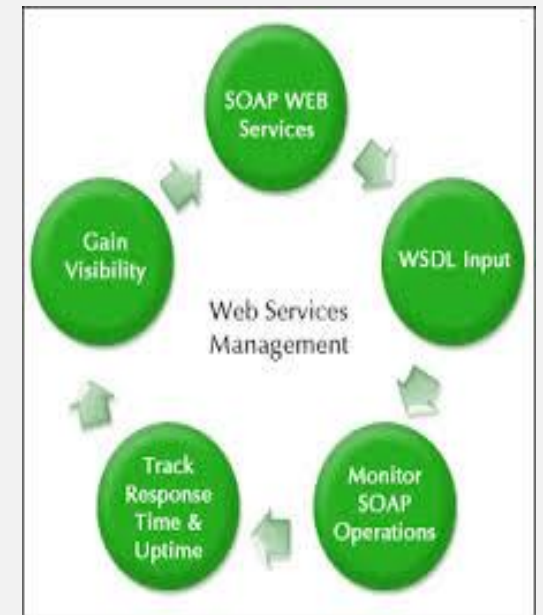 SOAP WEB
Services
WSDL Input
Monitor
SOAP
Operations
Track
Response
Time &
Uptime
Gain
Visibility
Web Services
Management